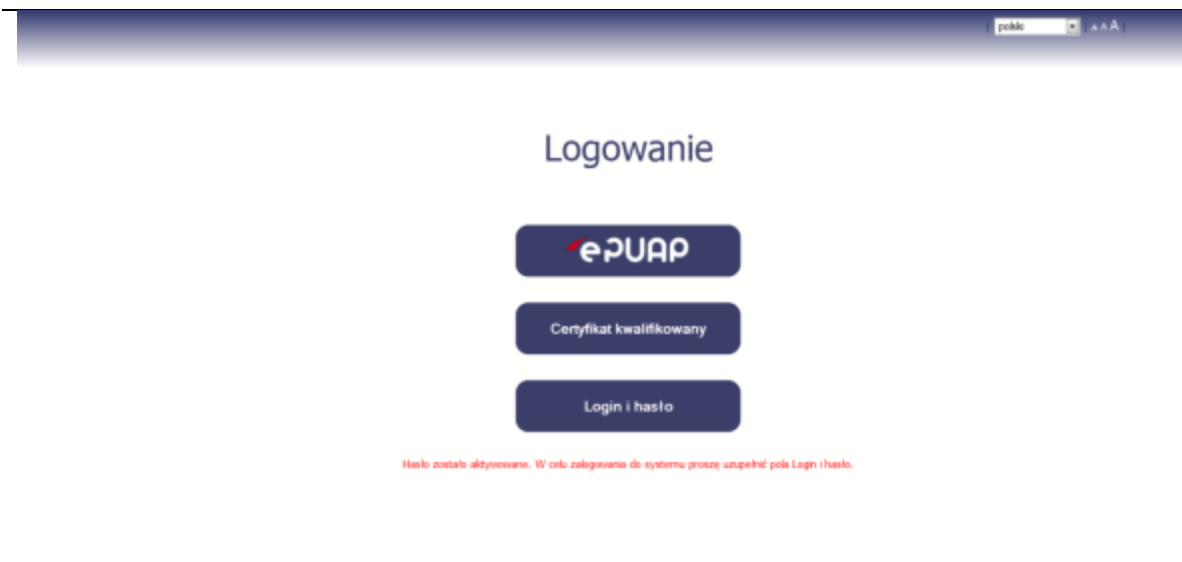 polski
A A A
Logowanie
ePUAP
Certyfikat kwalifikowany
Login i hasło
Hasło zostało aktywowane. W celu zalogowania do systemu proszę uzupełnić pola Login i hasło.